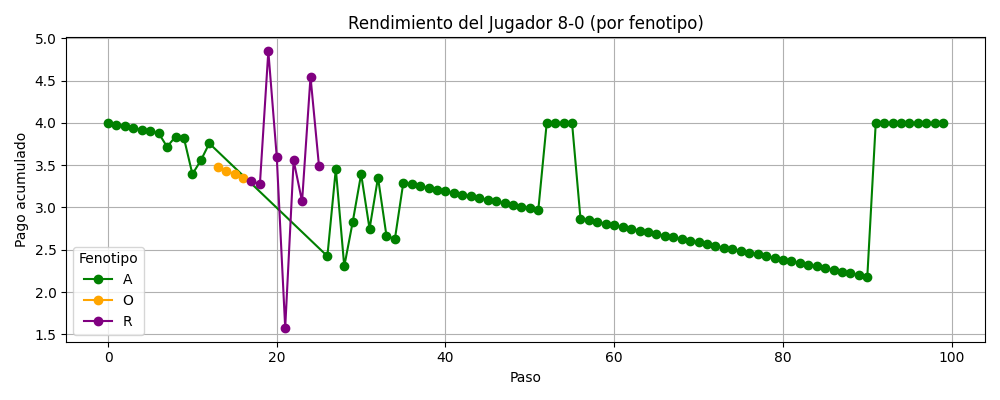 Rendimiento del Jugador 8-0 (por fenotipo)
Pago acumulado
5.0
4.5
4.0
3.5
3.0
2.5
2.0
1.5
Fenotipo
A
O
R
0 20 40 60 80 100
Paso